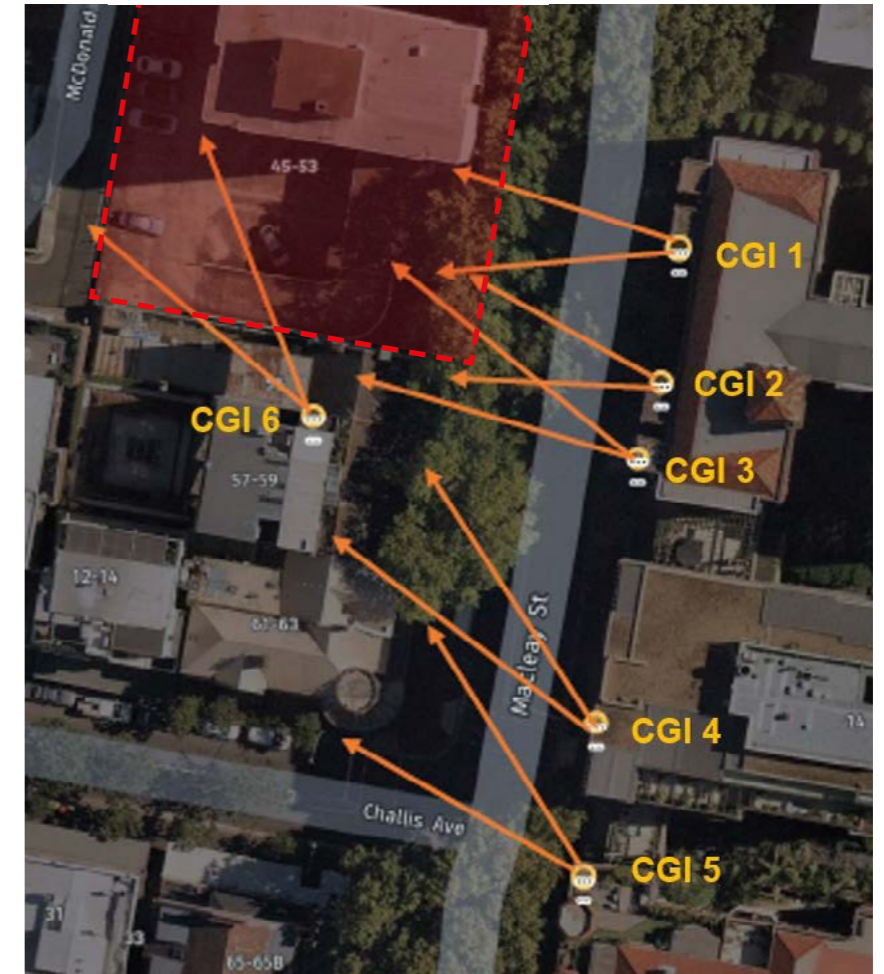 McDonald
45-53
CGI 1
CGI 2
CGI 6
CGI 3
57-59
12-14
61-63
Macleay St
CGI 4
14
Challis Ave
CGI 5
31
33
65-65B